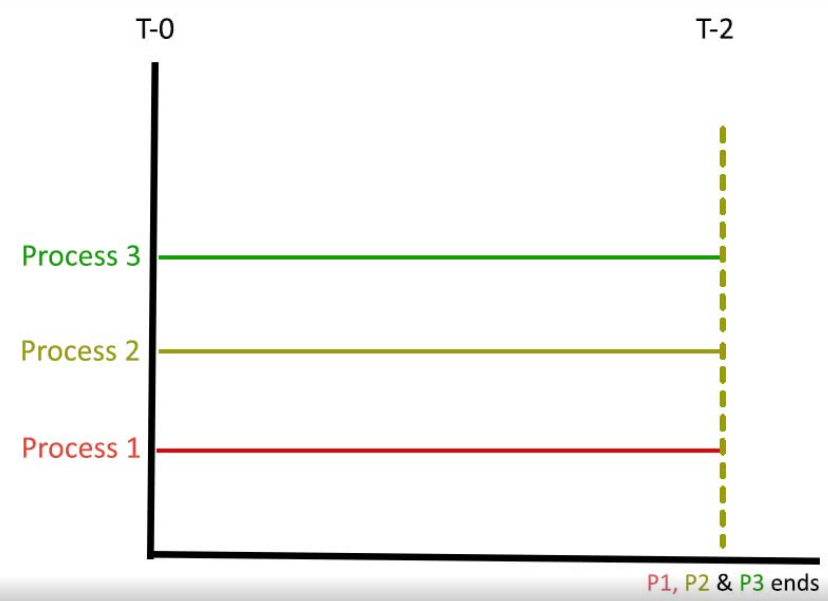 T-0 T-2
Process 3
Process 2
Process 1
P1, P2 & P3 ends